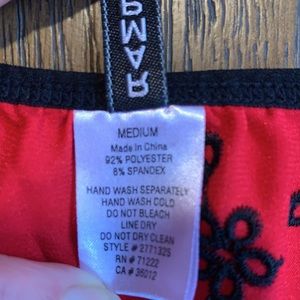 MEDIUM
Made in China
92% POLYESTER
8% SPANDEX
HAND WASH SEPARATELY
HAND WASH COLD
DO NOT BLEACH
LINE DRY
DO NOT DRY CLEAN
STYLE # 2771325
RN # 71222
CA # 36012